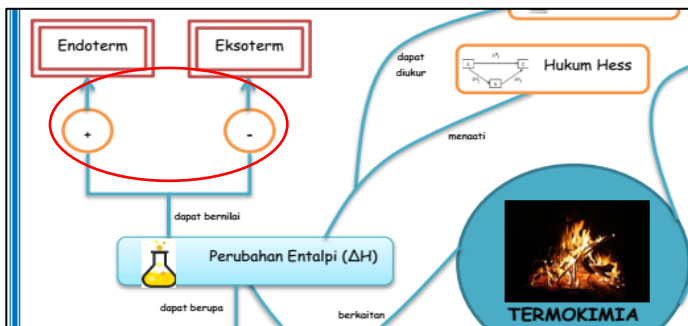 Endoterm
Eksoterm
dapat
diukur
Hukum Hess
+
-
menaati
dapat bernilai
Perubahan Entalpi (ΔH)
dapat berupa
berkaitan
TERMOKIMIA